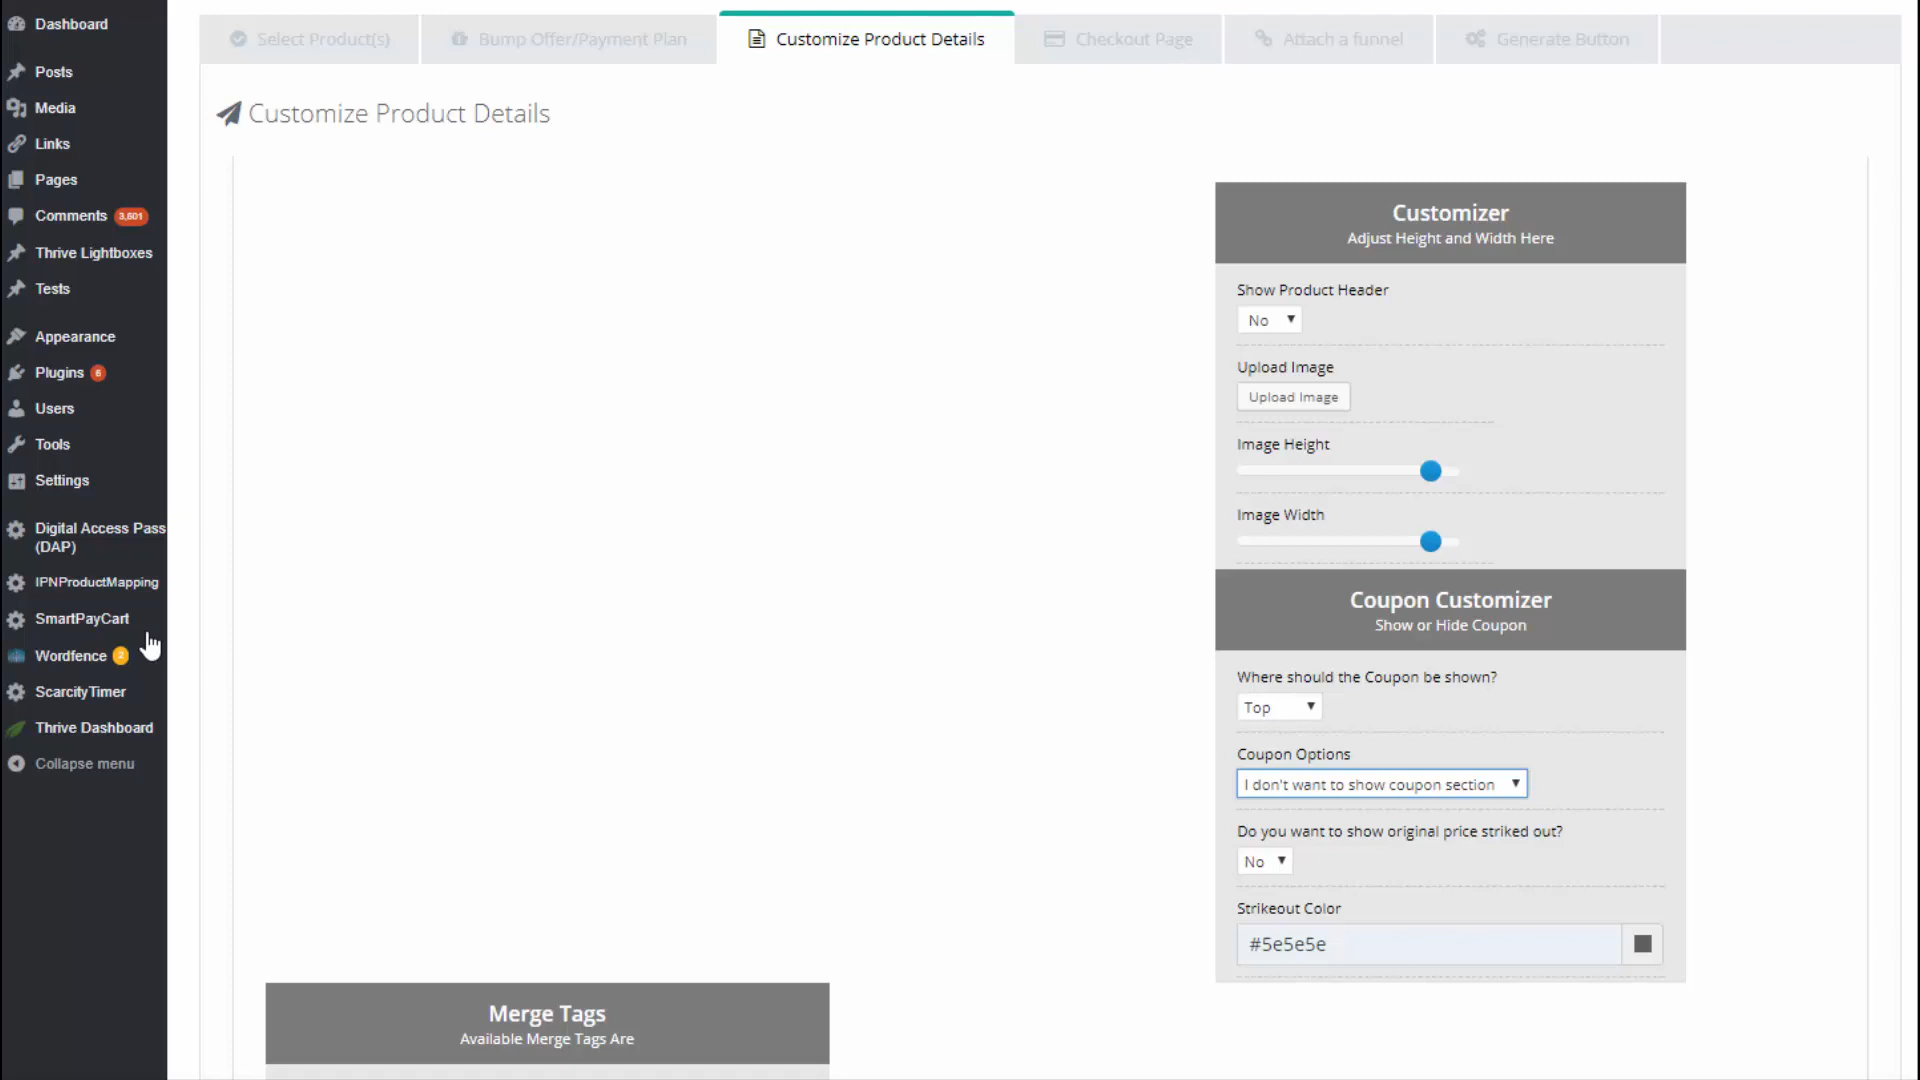 Dashboard
Posts
Media
Links
Pages
Comments 3,601
Thrive Lightboxes
Tests
Appearance
Plugins 6
Users
Tools
Settings
Digital Access Pass
(DAP)
IPNProductMapping
SmartPayCart
Wordfence 2
ScarcityTimer
Thrive Dashboard
Collapse menu
Select Product(s)
Bump Offer/Payment Plan
Customize Product Details
Checkout Page
Attach a funnel
Generate Button
Customize Product Details
Customizer
Adjust Height and Width Here
Show Product Header
No
Upload Image
Upload Image
Image Height
Image Width
Coupon Customizer
Show or Hide Coupon
Where should the Coupon be shown?
Top
Coupon Options
I don't want to show coupon section
Do you want to show original price striked out?
No
Strikeout Color
#5e5e5e
Merge Tags
Available Merge Tags Are